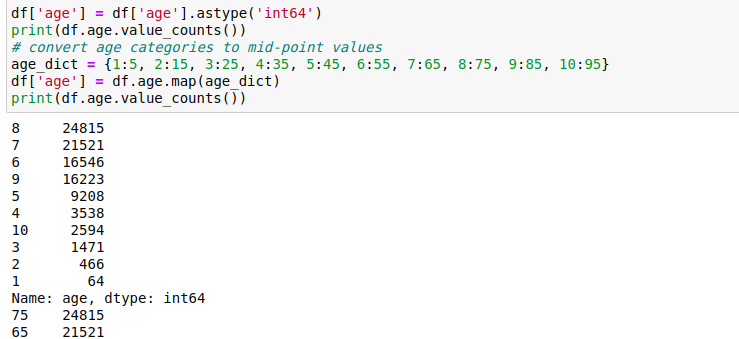 df['age'] = df['age'].astype('int64')
print(df.age.value_counts())
# convert age categories to mid-point values
age_dict = {1:5, 2:15, 3:25, 4:35, 5:45, 6:55, 7:65, 8:75, 9:85, 10:95}
df['age'] = df.age.map(age_dict)
print(df.age.value_counts())
8     24815
7     21521
6     16546
9     16223
5      9208
4      3538
10     2594
3      1471
2       466
1        64
Name: age, dtype: int64
75    24815
65    21521